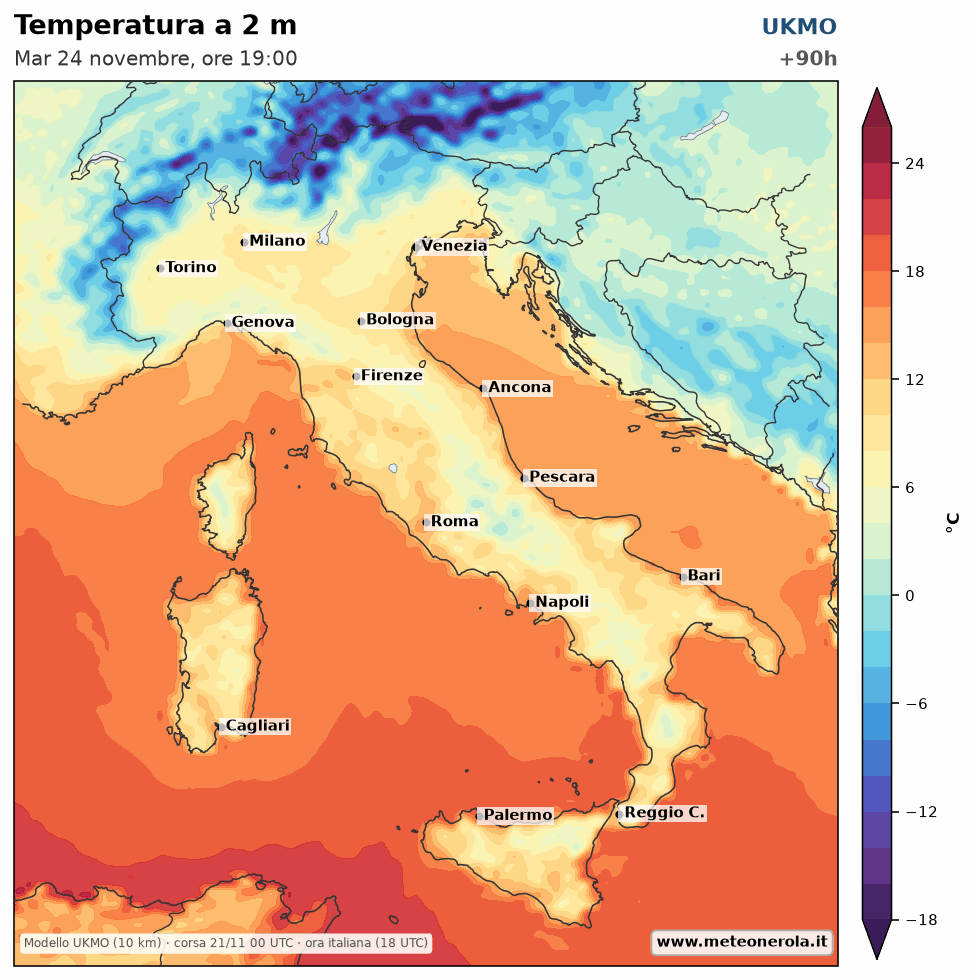 Temperatura a 2 m
UKMO
Mar 24 novembre, ore 19:00
+90h
Milano
Venezia
Torino
Genova
Bologna
Firenze
Ancona
Pescara
Roma
Bari
Napoli
Cagliari
Palermo
Reggio C.
24
18
12
6
0
−6
−12
−18
°C
Modello UKMO (10 km) · corsa 21/11 00 UTC · ora italiana (18 UTC)
www.meteonerola.it